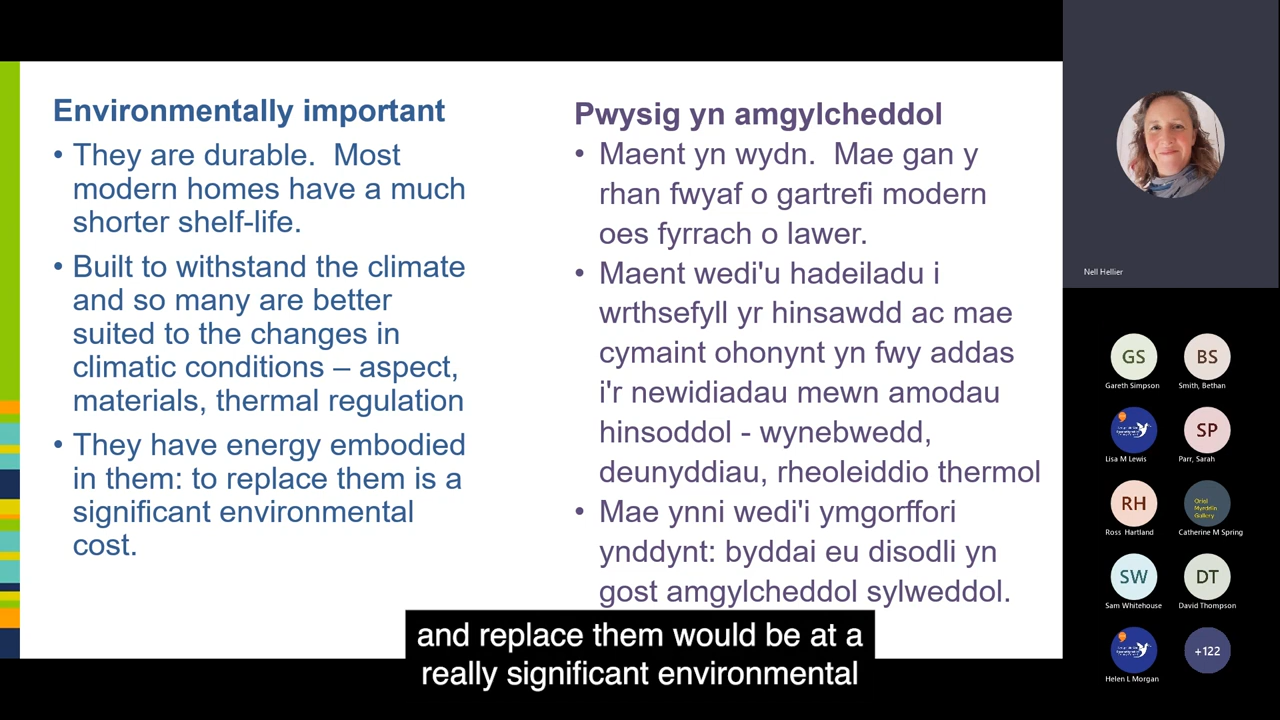 Environmentally important
• They are durable.  Most
modern homes have a much
shorter shelf-life.
• Built to withstand the climate
and so many are better
suited to the changes in
climatic conditions – aspect,
materials, thermal regulation
• They have energy embodied
in them: to replace them is a
significant environmental
cost.
Pwysig yn amgylcheddol
• Maent yn wydn.  Mae gan y
rhan fwyaf o gartrefi modern
oes fyrrach o lawer.
• Maent wedi'u hadeiladu i
wrthsefyll yr hinsawdd ac mae
cymaint ohonynt yn fwy addas
i'r newidiadau mewn amodau
hinsoddol - wynebwedd,
deunyddiau, rheoleiddio thermol
• Mae ynni wedi'i ymgorffori
ynddynt: byddai eu disodli yn
gost amgylcheddol sylweddol.
and replace them would be at a
really significant environmental
Nell Hellier
GS
Gareth Simpson
BS
Smith, Bethan
Lisa M Lewis
SP
Parr, Sarah
RH
Ross Hartland
Oriel
Myrddin
Gallery
Catherine M Spring
SW
Sam Whitehouse
DT
David Thompson
Helen L Morgan
+122